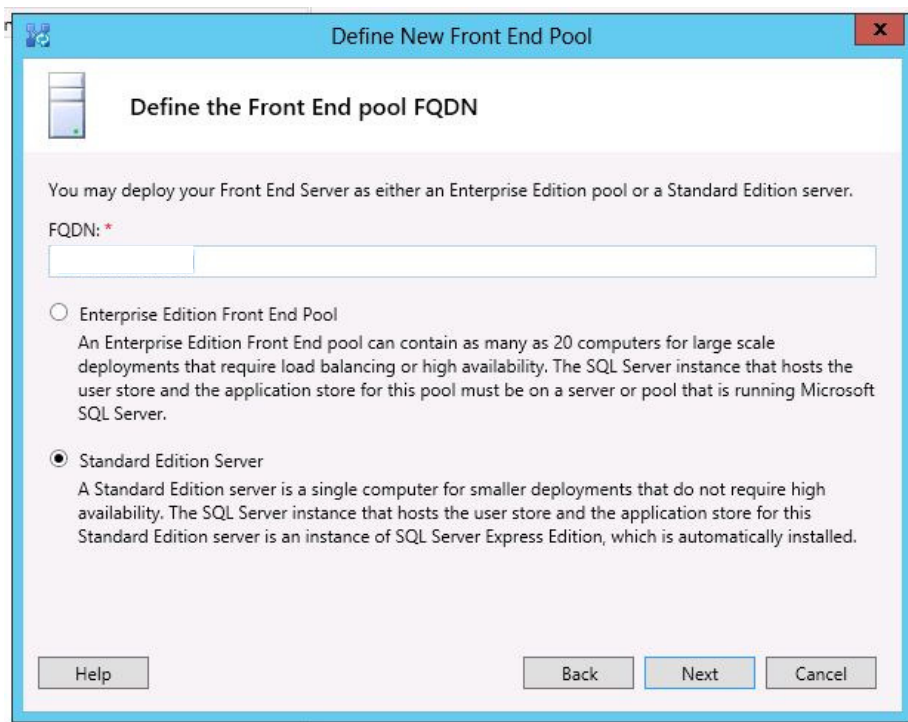 Define New Front End Pool
x
Define the Front End pool FQDN
You may deploy your Front End Server as either an Enterprise Edition pool or a Standard Edition server.
FQDN: *
Enterprise Edition Front End Pool
An Enterprise Edition Front End pool can contain as many as 20 computers for large scale
deployments that require load balancing or high availability. The SQL Server instance that hosts the
user store and the application store for this pool must be on a server or pool that is running Microsoft
SQL Server.
Standard Edition Server
A Standard Edition server is a single computer for smaller deployments that do not require high
availability. The SQL Server instance that hosts the user store and the application store for this
Standard Edition server is an instance of SQL Server Express Edition, which is automatically installed.
Help
Back
Next
Cancel